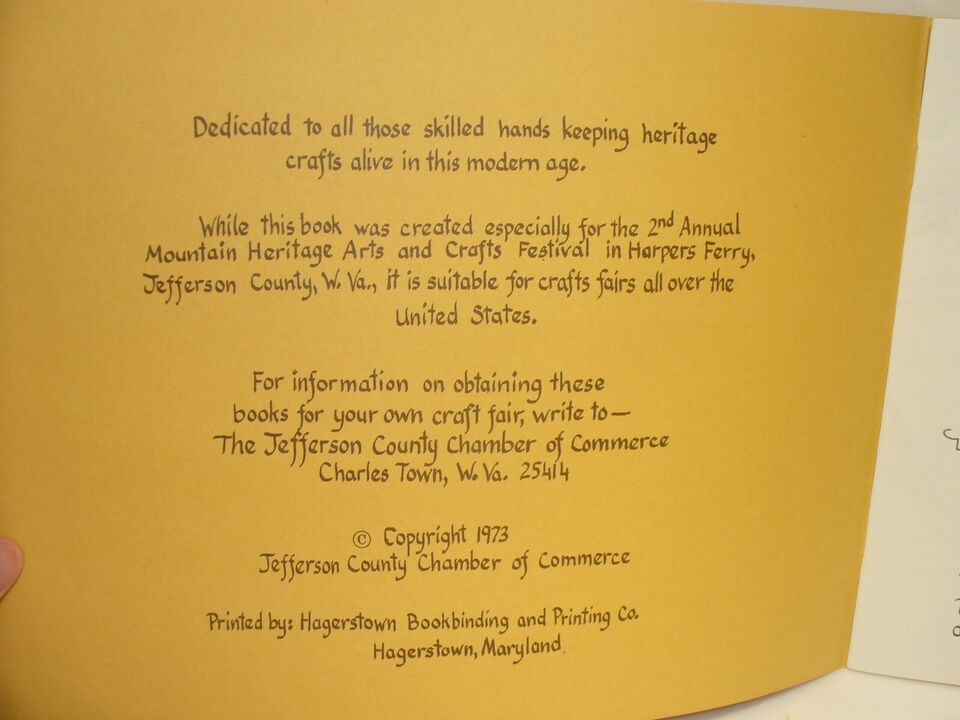 Dedicated to all those skilled hands keeping heritage
crafts alive in this modern age.
While this book was created especially for the 2nd Annual
Mountain Heritage Arts and Crafts Festival in Harpers Ferry,
Jefferson County, W. Va., it is suitable for crafts fairs all over the
United States.
For information on obtaining these
books for your own craft fair, write to—
The Jefferson County Chamber of Commerce
Charles Town, W. Va. 25414
© Copyright 1973
Jefferson County Chamber of Commerce
Printed by: Hagerstown Bookbinding and Printing Co.
Hagerstown, Maryland